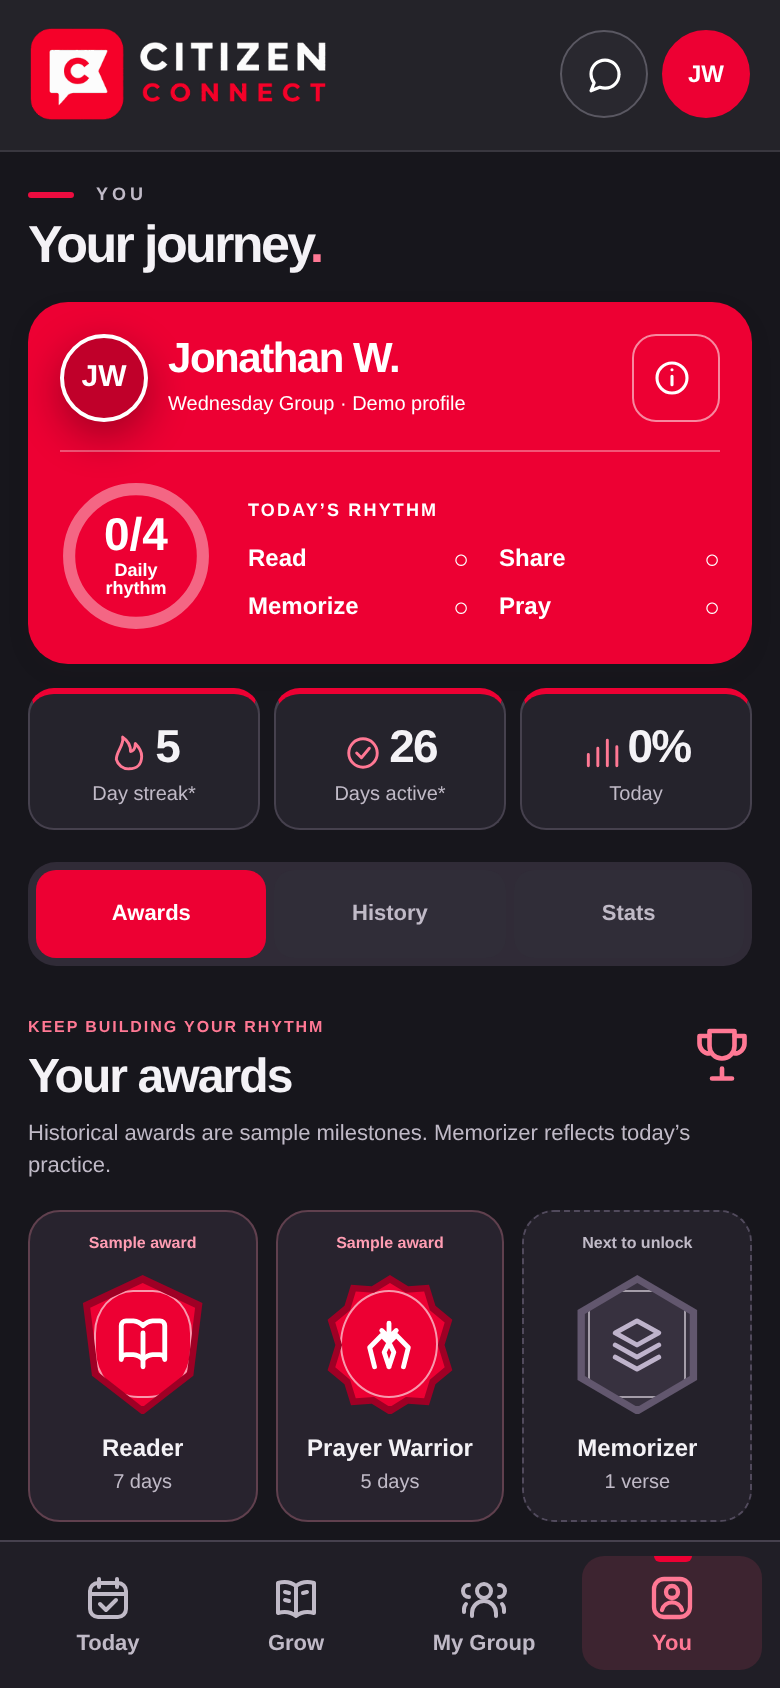 CITIZEN
CONNECT
JW
YOU
Your journey.
JW
Jonathan W.
Wednesday Group · Demo profile
0/4
Daily
rhythm
TODAY’S RHYTHM
Read
Share
Memorize
Pray
5
Day streak*
26
Days active*
0%
Today
Awards
History
Stats
KEEP BUILDING YOUR RHYTHM
Your awards
Historical awards are sample milestones. Memorizer reflects today’s
practice.
Sample award
Reader
7 days
Sample award
Prayer Warrior
5 days
Next to unlock
Memorizer
1 verse
Today
Grow
My Group
You